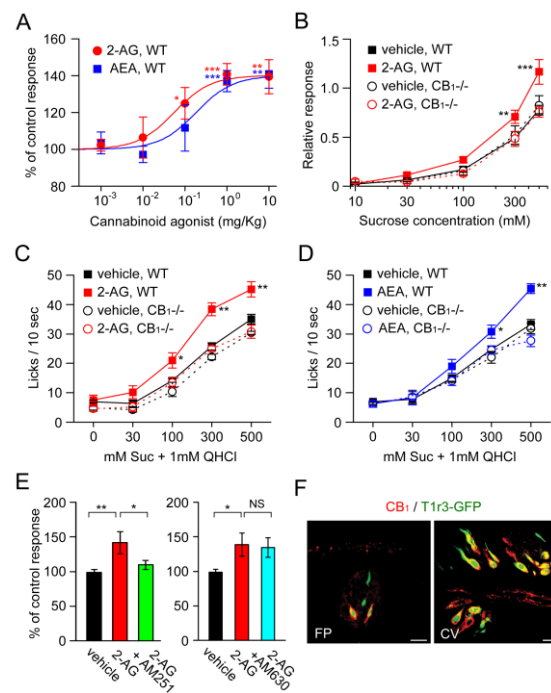 A
2-AG, WT
AEA, WT
% of control response
140
120
100
80
*
***
***
**
**
10⁻³ 10⁻² 10⁻¹ 10⁰ 10
Cannabinoid agonist (mg/Kg)
B
vehicle, WT
2-AG, WT
vehicle, CB₁-/-
2-AG, CB₁-/-
Relative response
1.5
1.0
0.5
0
**
***
10 30 100 300
Sucrose concentration (mM)
C
vehicle, WT
2-AG, WT
vehicle, CB₁-/-
2-AG, CB₁-/-
Licks / 10 sec
50
40
30
20
10
0
*
**
**
0 30 100 300 500
mM Suc + 1mM QHCl
D
vehicle, WT
AEA, WT
vehicle, CB₁-/-
AEA, CB₁-/-
Licks / 10 sec
50
40
30
20
10
0
*
**
0 30 100 300 500
mM Suc + 1mM QHCl
E
% of control response
200
150
100
50
0
** *
vehicle
2-AG
2-AG
+AM251
200
150
100
50
0
* NS
vehicle
2-AG
2-AG
+AM630
F
CB₁ / T1r3-GFP
FP
CV